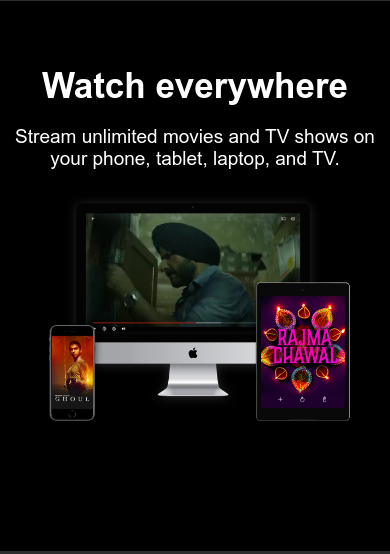 Watch everywhere
Stream unlimited movies and TV shows on
your phone, tablet, laptop, and TV.
RAJMA
CHAWAL
GHOUL